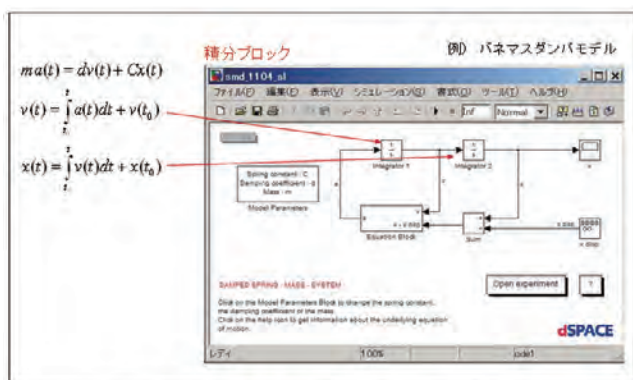 積分ブロック
例） バネマスダンパモデル
ma(t) = dv(t) + Cx(t)
v(t) = ∫a(t)dt + v(t₀)
x(t) = ∫v(t)dt + x(t₀)
smd_1104_sl
ファイル(F) 編集(E) 表示(V) シミュレーション(S) 書式(O) ツール(T) ヘルプ(H)
Inf Normal
Integrator 1
Integrator 2
Spring constant - C
Damping coefficient - d
Mass - m
Model Parameters
Equation Block
Sum
DAMPED SPRING - MASS - SYSTEM
Open experiment
?
Click on the Model Parameters Block to change the spring constant,
the damping coefficient or the mass.
Click on the help icon to get information about the underlying equation
of motion.
dSPACE
レディ 100% ode1